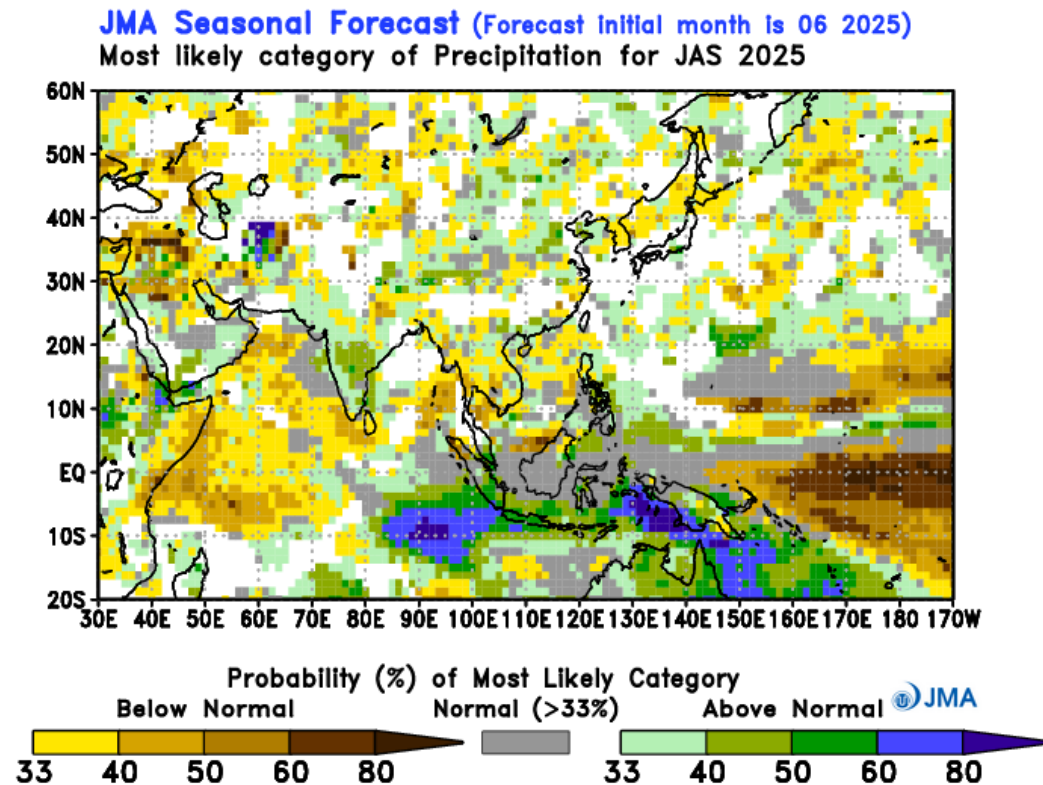 JMA Seasonal Forecast (Forecast initial month is 06 2025)
Most likely category of Precipitation for JAS 2025
60N
50N
40N
30N
20N
10N
EQ
10S
20S
30E 40E 50E 60E 70E 80E 90E 100E 110E 120E 130E 140E 150E 160E 170E 180 170W
Probability (%) of Most Likely Category
Below Normal Normal (>33%) Above Normal JMA
33 40 50 60 80 33 40 50 60 80